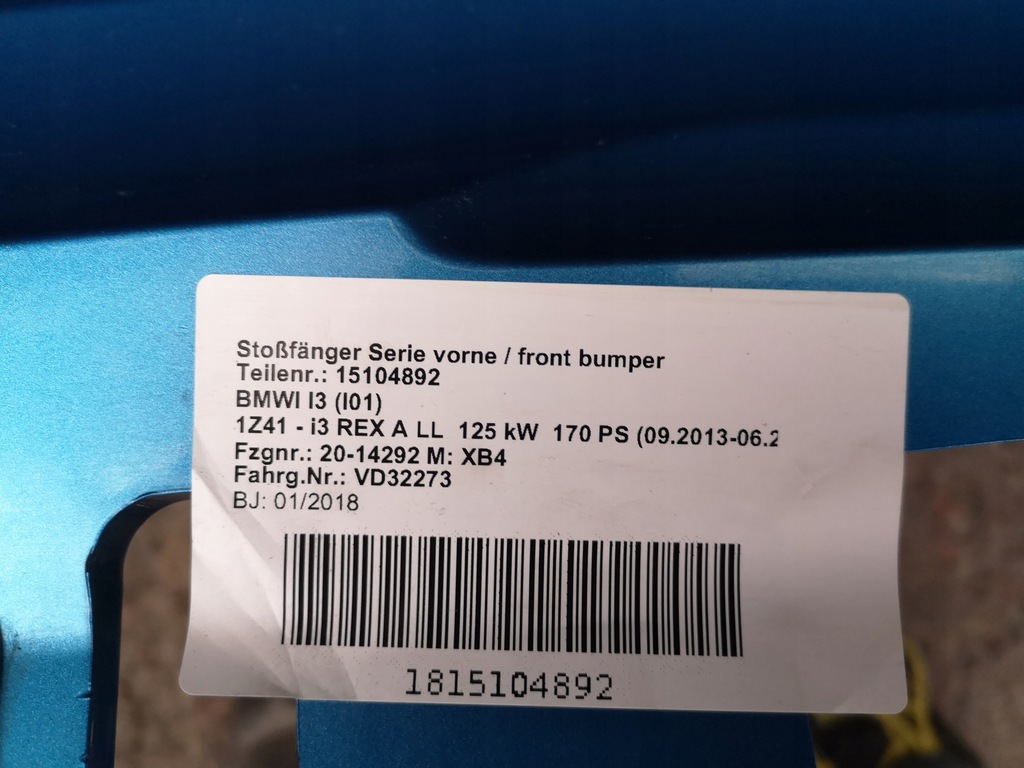 Stoßfänger Serie vorne / front bumper
Teilenr.: 15104892
BMWI I3 (I01)
1Z41 - i3 REX A LL 125 kW 170 PS (09.2013-06.2
Fzgnr.: 20-14292 M: XB4
Fahrg.Nr.: VD32273
BJ: 01/2018
1815104892